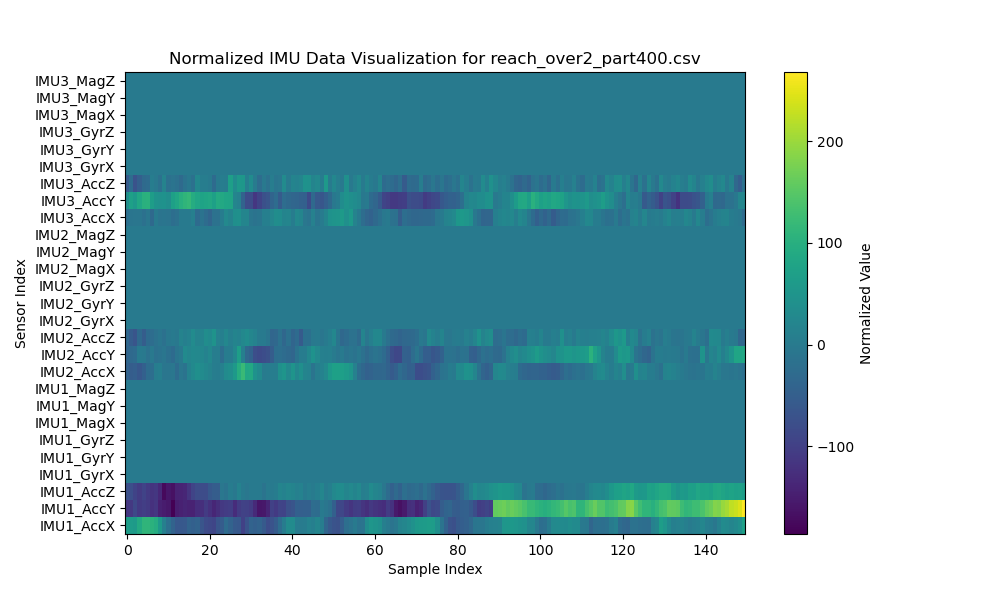 Normalized IMU Data Visualization for reach_over2_part400.csv
IMU3_MagZ
IMU3_MagY
IMU3_MagX
IMU3_GyrZ
IMU3_GyrY
IMU3_GyrX
IMU3_AccZ
IMU3_AccY
IMU3_AccX
IMU2_MagZ
IMU2_MagY
IMU2_MagX
IMU2_GyrZ
IMU2_GyrY
IMU2_GyrX
IMU2_AccZ
IMU2_AccY
IMU2_AccX
IMU1_MagZ
IMU1_MagY
IMU1_MagX
IMU1_GyrZ
IMU1_GyrY
IMU1_GyrX
IMU1_AccZ
IMU1_AccY
IMU1_AccX
Sensor Index
0 20 40 60 80 100 120 140
Sample Index
200
100
0
−100
Normalized Value